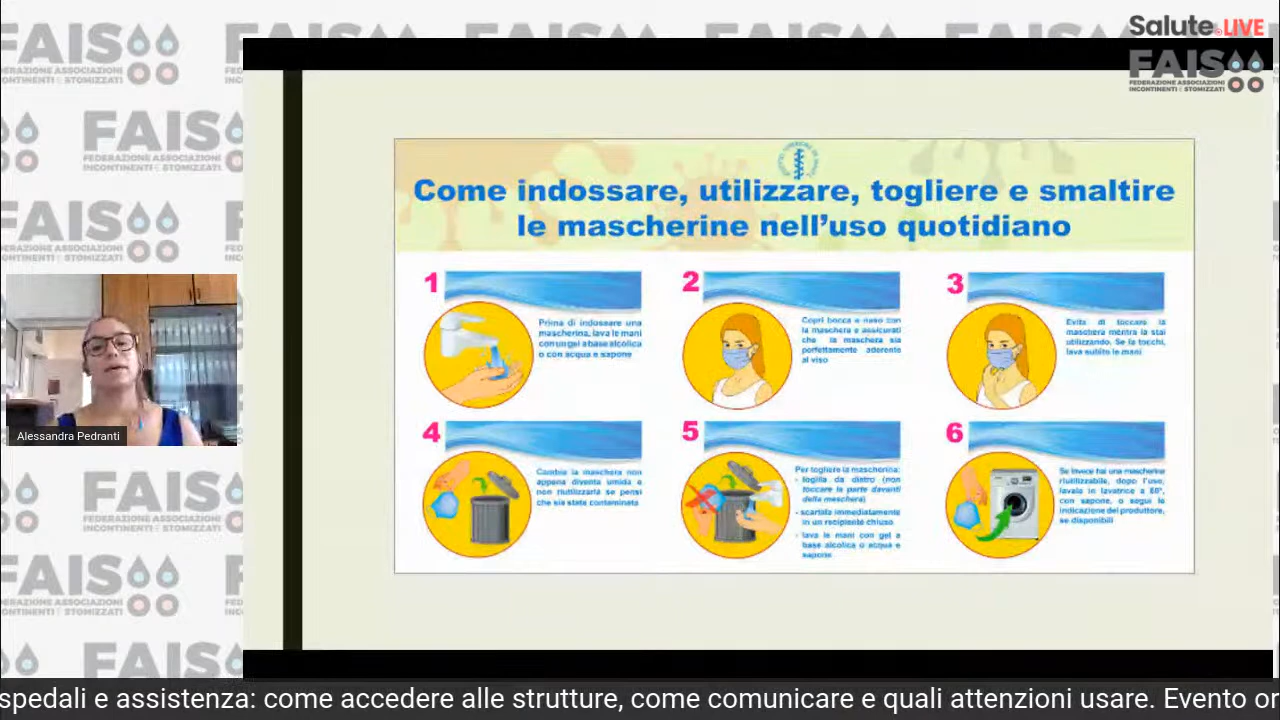 Salute LIVE
FAIS
FEDERAZIONE ASSOCIAZIONI
INCONTINENTI E STOMIZZATI
Come indossare, utilizzare, togliere e smaltire
le mascherine nell’uso quotidiano
1
Prima di indossare una
mascherina, lava le mani
con un gel a base alcolica
o con acqua e sapone
2
Copri bocca e naso con
la maschera e assicurati
che la maschera sia
perfettamente aderente
al viso
3
Evita di toccare la
maschera mentre la stai
utilizzando. Se la tocchi,
lava subito le mani
4
Cambia la maschera non
appena diventa umida e
non riutilizzarla se pensi
che sia stata contaminata
5
Per togliere la mascherina:
- togilla da dietro (non
toccare la parte davanti
della maschera)
- scartala immediatamente
in un recipiente chiuso
- lava le mani con gel a
base alcolica o acqua e
sapone
6
Se invece hai una mascherina
riutilizzabile, dopo l’uso,
lavala in lavatrice a 60°,
con sapone, o segui le
indicazione del produttore,
se disponibili
Alessandra Pedranti
spedali e assistenza: come accedere alle strutture, come comunicare e quali attenzioni usare. Evento or